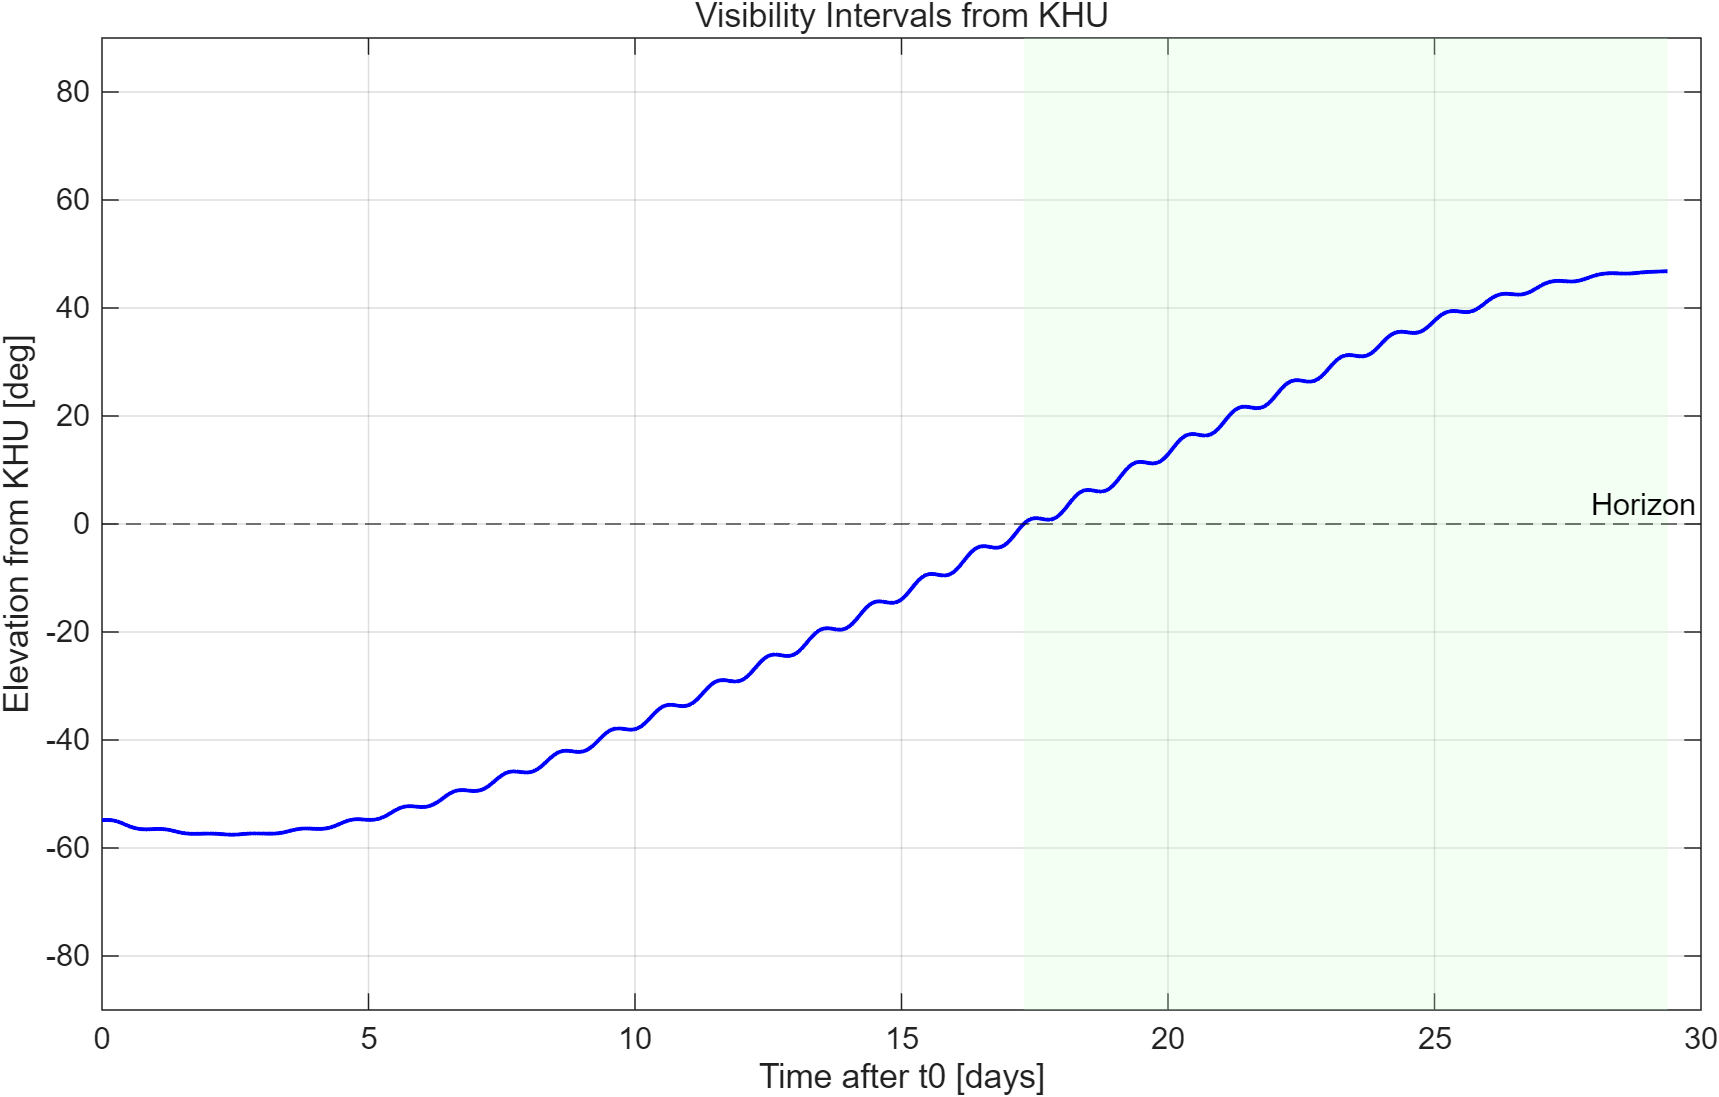 Visibility Intervals from KHU
Elevation from KHU [deg]
80
60
40
20
0
-20
-40
-60
-80
Horizon
0 5 10 15 20 25 30
Time after t0 [days]